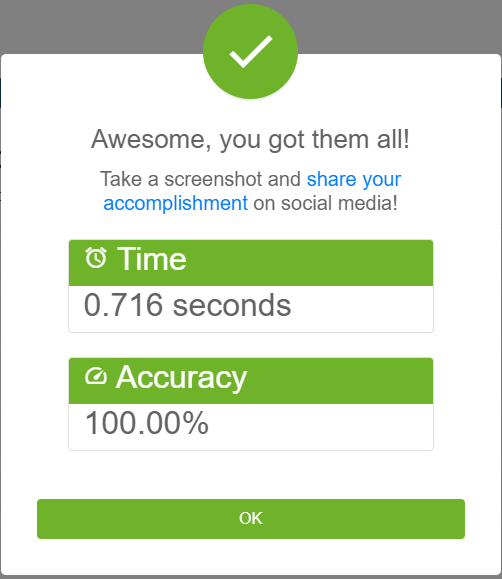 Awesome, you got them all!
Take a screenshot and share your
accomplishment on social media!
Time
0.716 seconds
Accuracy
100.00%
OK